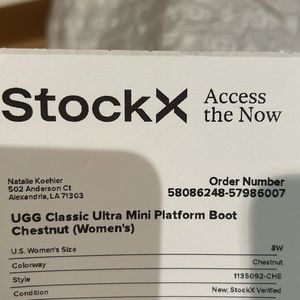 StockX
Access
the Now
Natalie Koehler
502 Anderson Ct
Alexandria, LA 71303
Order Number
58086248-57986007
UGG Classic Ultra Mini Platform Boot
Chestnut (Women's)
U.S. Women's Size 8W
Colorway Chestnut
Style 1135092-CHE
Condition New; StockX Verified